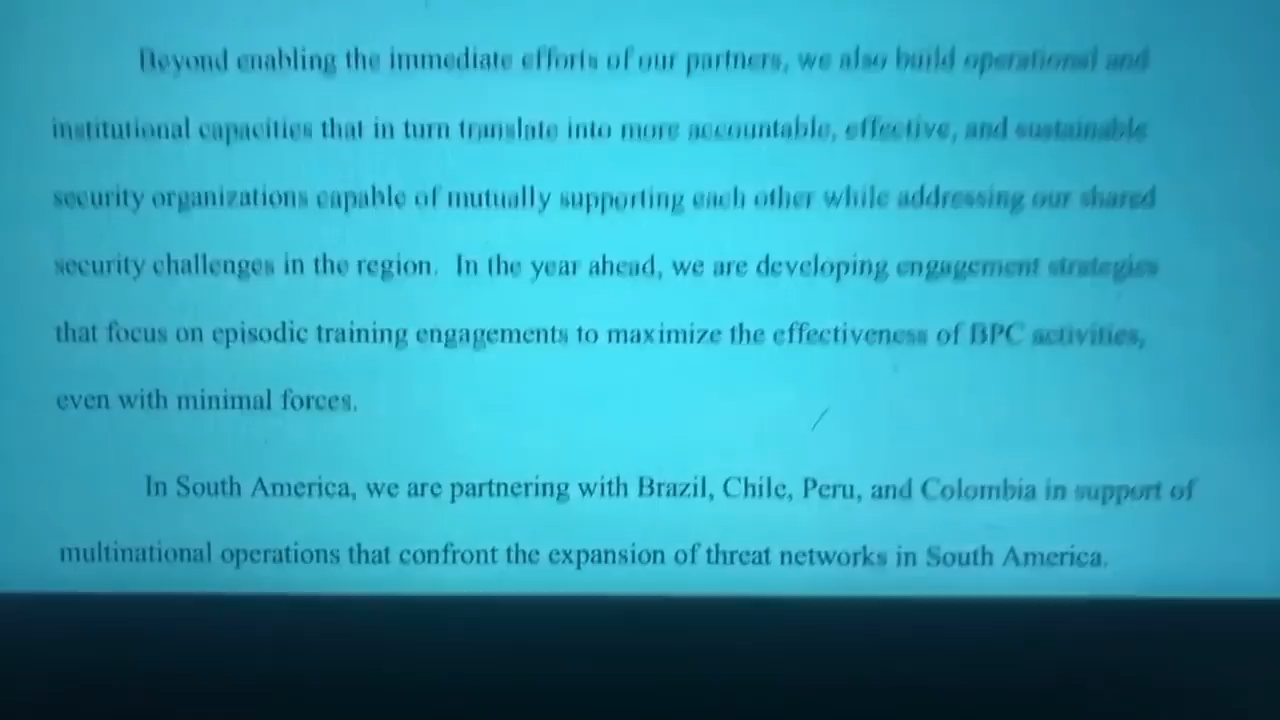 Beyond enabling the immediate efforts of our partners, we also build operational and
institutional capacities that in turn translate into more accountable, effective, and sustainable
security organizations capable of mutually supporting each other while addressing our shared
security challenges in the region. In the year ahead, we are developing engagement strategies
that focus on episodic training engagements to maximize the effectiveness of BPC activities,
even with minimal forces.
In South America, we are partnering with Brazil, Chile, Peru, and Colombia in support of
multinational operations that confront the expansion of threat networks in South America.